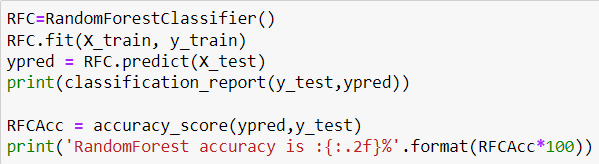 RFC=RandomForestClassifier()
RFC.fit(X_train, y_train)
ypred = RFC.predict(X_test)
print(classification_report(y_test,ypred))

RFCAcc = accuracy_score(ypred,y_test)
print('RandomForest accuracy is :{:.2f}%'.format(RFCAcc*100))